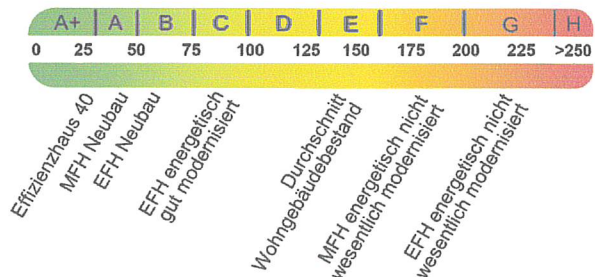 A+ A B C D E F G H
0 25 50 75 100 125 150 175 200 225 >250
Effizienzhaus 40
MFH Neubau
EFH Neubau
EFH energetisch
gut modernisiert
Durchschnitt
Wohngebäudebestand
MFH energetisch nicht
wesentlich modernisiert
EFH energetisch nicht
wesentlich modernisiert